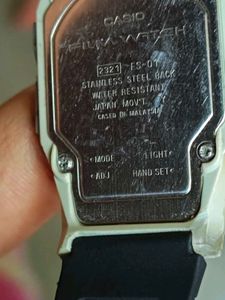 CASIO
FILM WATCH
2321 FS-01
STAINLESS STEEL BACK
WATER RESISTANT
JAPAN MOV'T
CASED IN MALAYSIA
◂MODE LIGHT▸
◂ADJ HAND SET▸